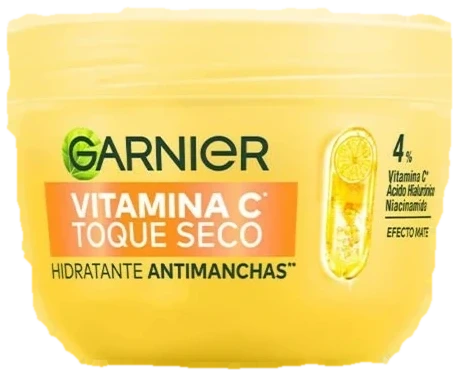 GARNIER
VITAMINA C*
TOQUE SECO
HIDRATANTE ANTIMANCHAS**
4%
Vitamina C*
Ácido Hialurónico
Niacinamida
EFECTO MATE